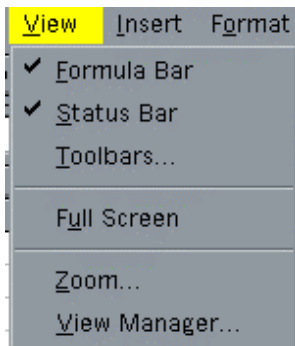 View Insert Format
✔ Formula Bar
✔ Status Bar
Toolbars...
Full Screen
Zoom...
View Manager...